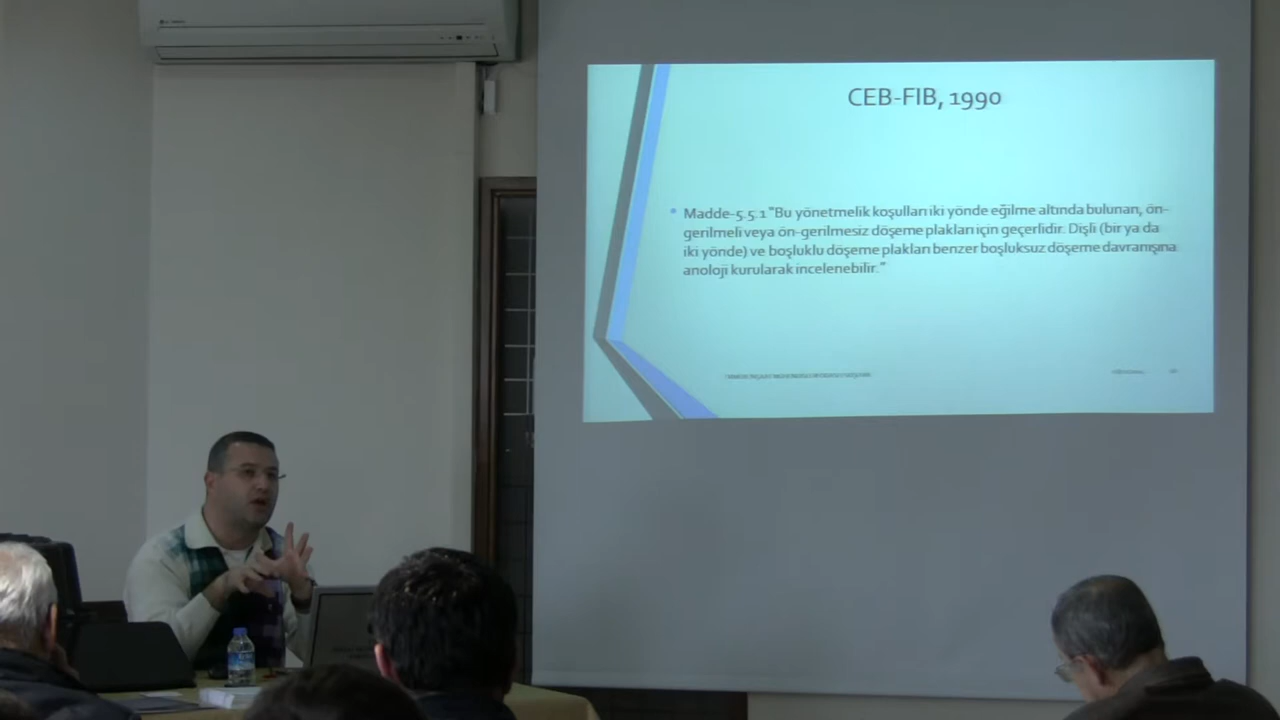 CEB-FIB, 1990
Madde-5.5.1 "Bu yönetmelik koşulları iki yönde eğilme altında bulunan, ön-
gerilmeli veya ön-gerilmesiz döşeme plakları için geçerlidir. Dişli (bir ya da
iki yönde) ve boşluklu döşeme plakları benzer boşluksuz döşeme davranışına
anoloji kurularak incelenebilir."